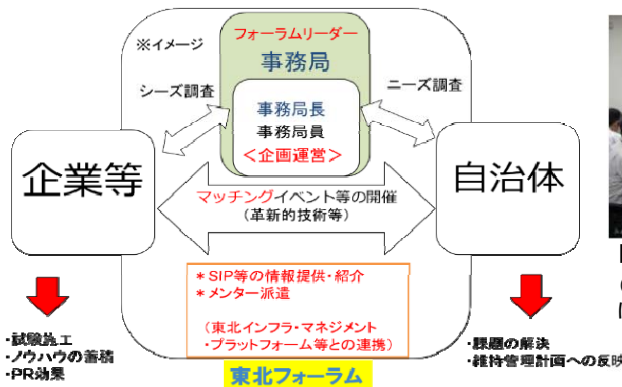 ※イメージ
フォーラムリーダー
事務局
シーズ調査
ニーズ調査
事務局長
事務局員
<企画運営>
企業等
自治体
マッチングイベント等の開催
(革新的技術等)
*SIP等の情報提供・紹介
*メンター派遣
(東北インフラ・マネジメント
・プラットフォーム等との連携)
・試験施工
・ノウハウの蓄積
・PR効果
・課題の解決
・維持管理計画への反映
東北フォーラム